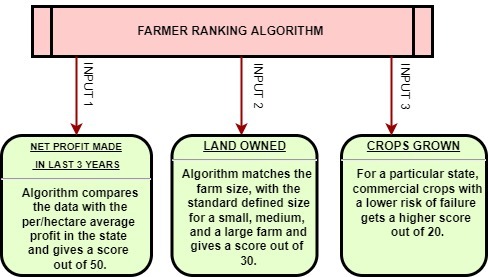 FARMER RANKING ALGORITHM
INPUT 1
INPUT 2
INPUT 3
NET PROFIT MADE
IN LAST 3 YEARS
Algorithm compares
the data with the
per/hectare average
profit in the state
and gives a score
out of 50.
LAND OWNED
Algorithm matches the
farm size, with the
standard defined size
for a small, medium,
and a large farm and
gives a score out of
30.
CROPS GROWN
For a particular state,
commercial crops with
a lower risk of failure
gets a higher score
out of 20.